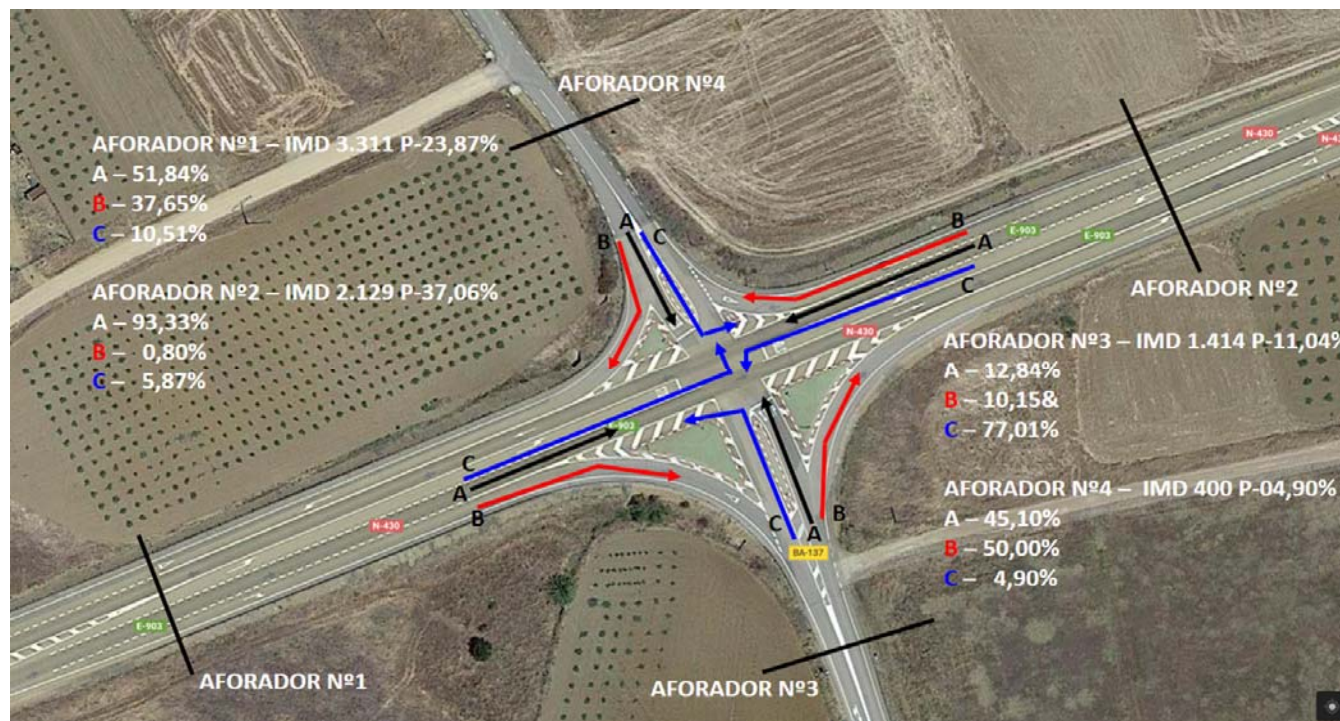 AFORADOR Nº4
AFORADOR Nº1 – IMD 3.311 P-23,87%
A – 51,84%
B – 37,65%
C – 10,51%
AFORADOR Nº2 – IMD 2.129 P-37,06%
A – 93,33%
B – 0,80%
C – 5,87%
N-430
N-43
E-903
E-903
A
C
B
B
A
C
AFORADOR Nº2
N-430
AFORADOR Nº3 – IMD 1.414 P-11,04%
A – 12,84%
B – 10,15&
C – 77,01%
E-903
C
A
B
AFORADOR Nº4 – IMD 400 P-04,90%
A – 45,10%
B – 50,00%
C – 4,90%
N-430
C
A
B
BA-137
E-903
AFORADOR Nº1
AFORADOR Nº3